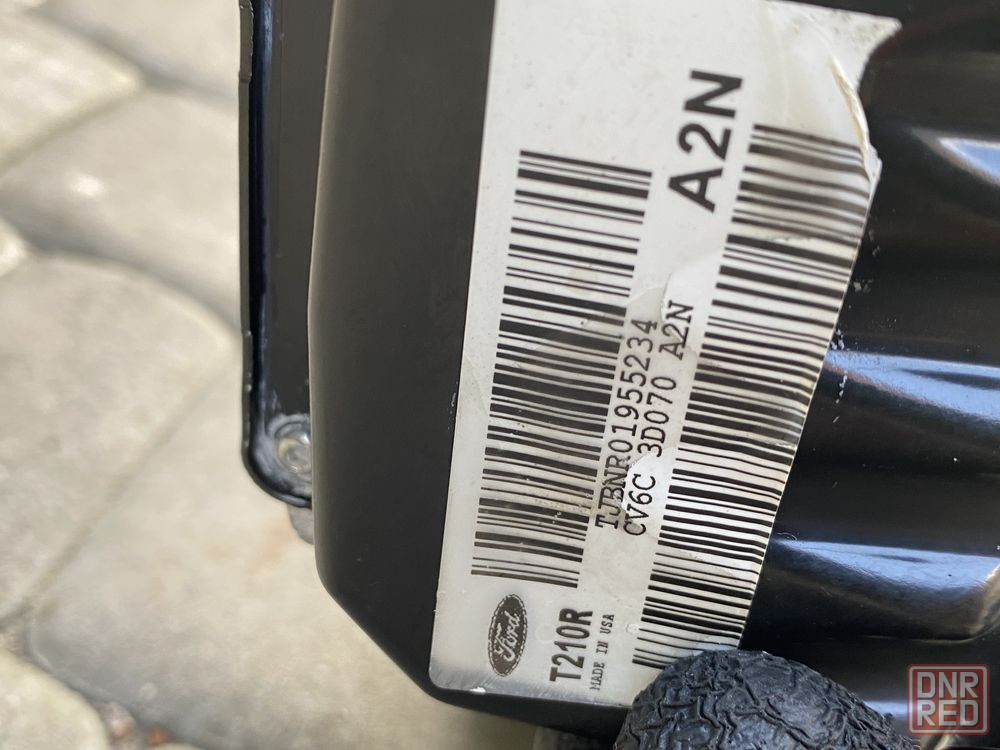 A2N
TJBNR01955234
CV6C 3D070 A2N
Ford
T210R
MADE IN USA
DNR
RED